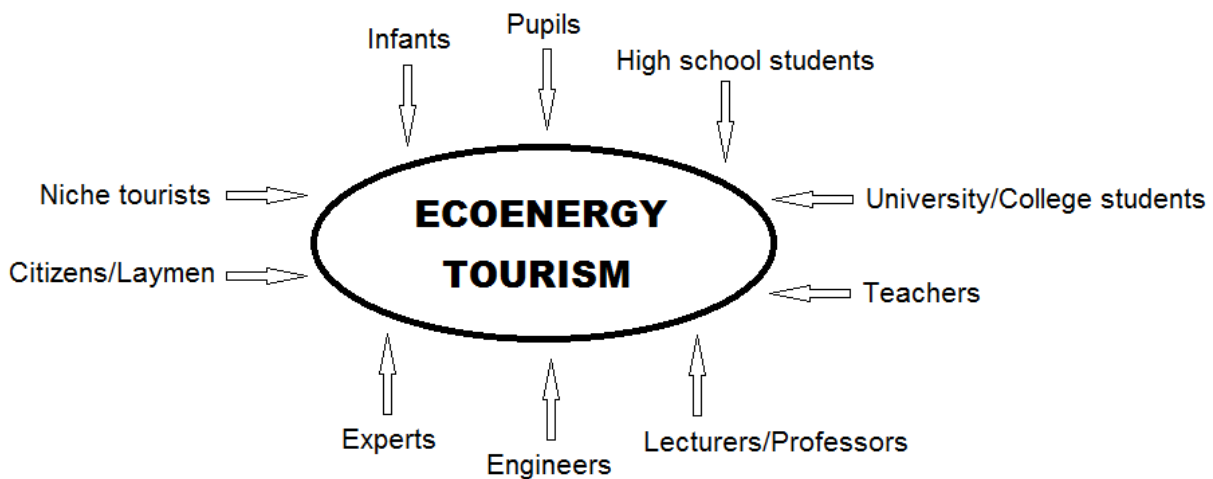 Pupils
Infants
High school students
Niche tourists
ECOENERGY
TOURISM
University/College students
Citizens/Laymen
Teachers
Experts
Engineers
Lecturers/Professors